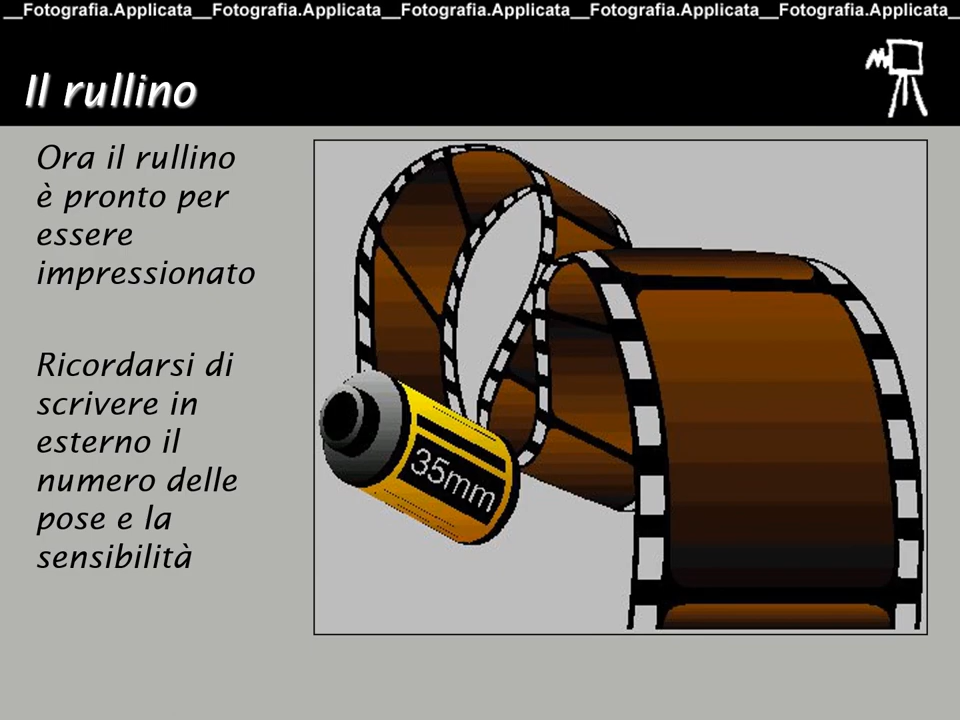 __Fotografia.Applicata__Fotografia.Applicata__Fotografia.Applicata__Fotografia.Applicata__Fotografia.Applicata_
Il rullino
Ora il rullino
è pronto per
essere
impressionato
Ricordarsi di
scrivere in
esterno il
numero delle
pose e la
sensibilità
35mm